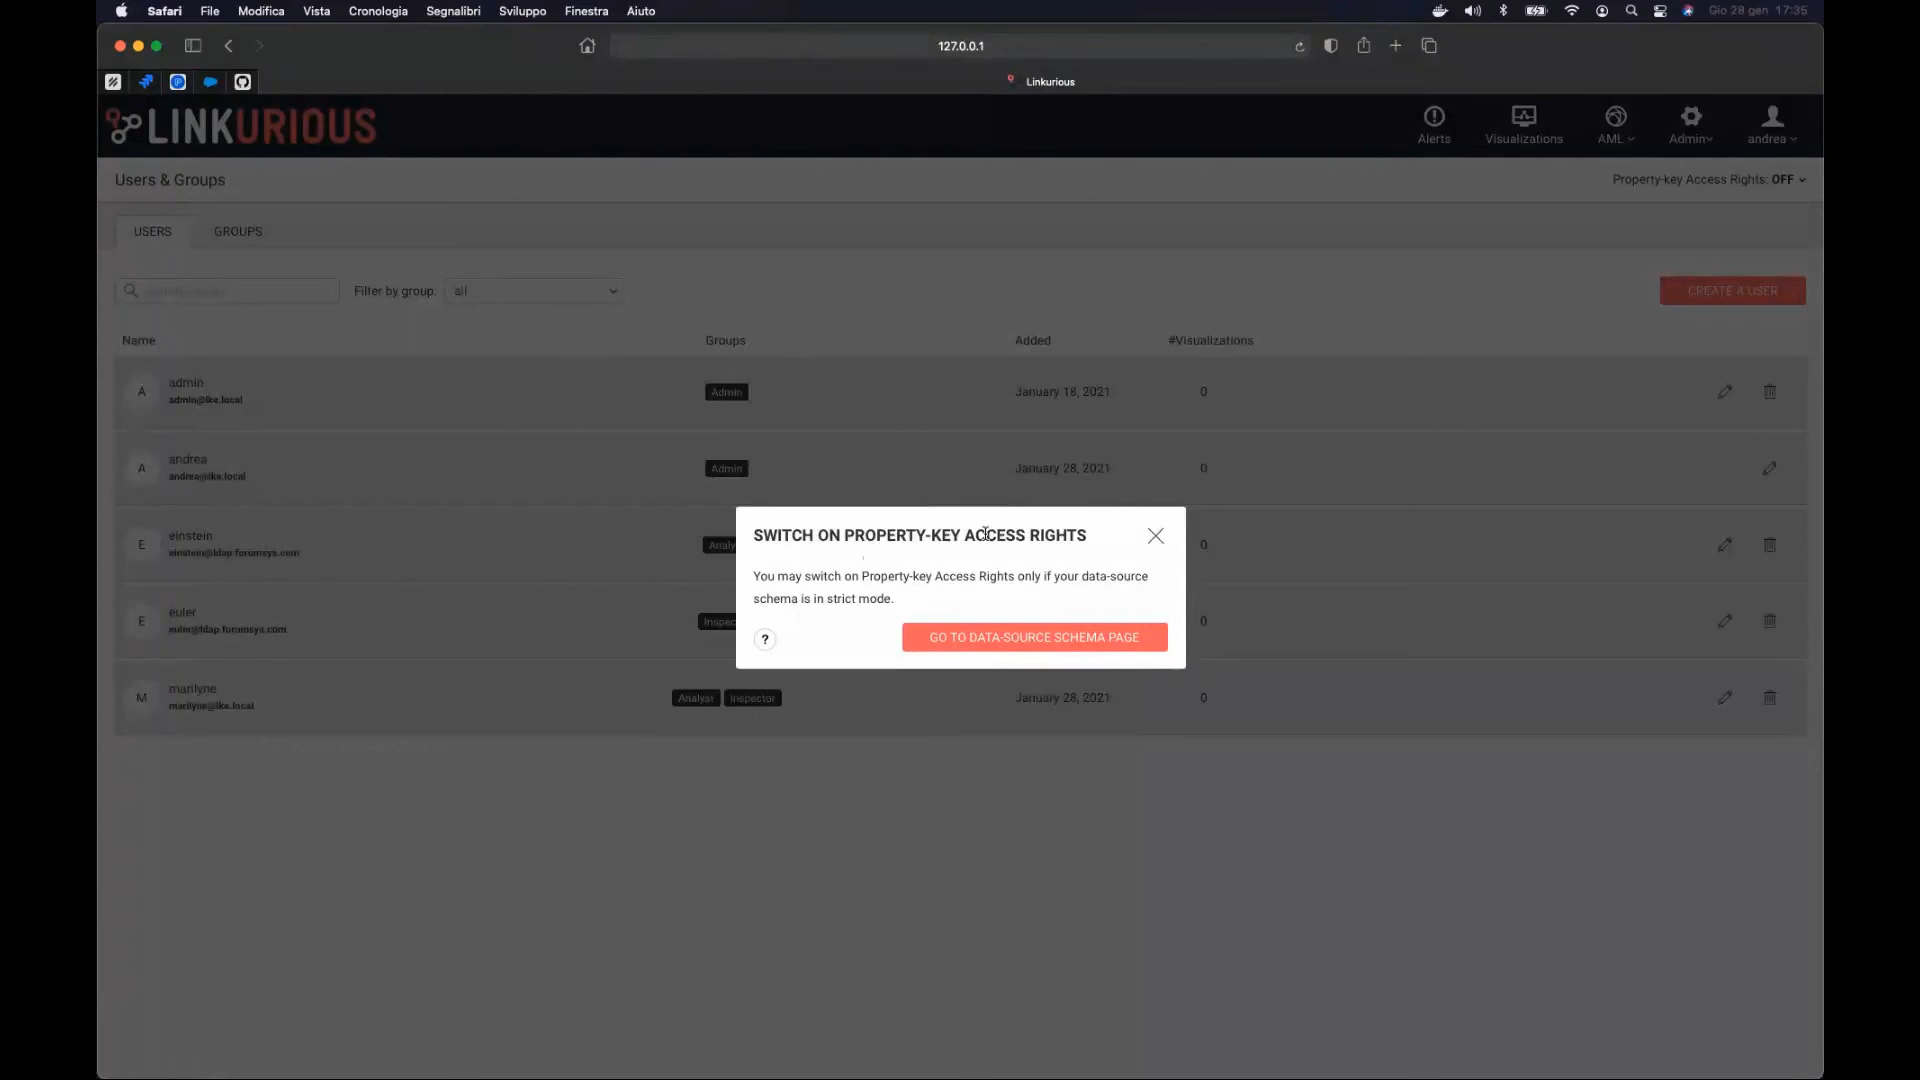 Safari File Modifica Vista Cronologia Segnalibri Sviluppo Finestra Aiuto Gio 28 gen 17:35
127.0.0.1
Linkurious
LINKURIOUS
Alerts Visualizations AML Admin andrea
Users & Groups Property-key Access Rights: OFF
USERS GROUPS
Filter by group: all CREATE A USER
Name Groups Added #Visualizations
A admin Admin January 18, 2021 0
admin@lke.local
A andrea Admin January 28, 2021 0
andrea@lke.local
E einstein 0
einstein@ldap.forumsys.com
E euler 0
euler@ldap.forumsys.com
M marilyne Analyst Inspector January 28, 2021 0
marilyne@lke.local
SWITCH ON PROPERTY-KEY ACCESS RIGHTS
You may switch on Property-key Access Rights only if your data-source
schema is in strict mode.
? GO TO DATA-SOURCE SCHEMA PAGE